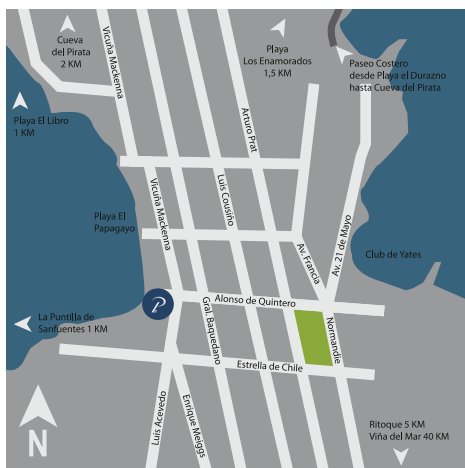 Cueva
del Pirata
2 KM
Vicuña Mackenna
Playa
Los Enamorados
1,5 KM
Paseo Costero
desde Playa el Durazno
hasta Cueva del Pirata
Playa El Libro
1 KM
Arturo Prat
Vicuña Mackenna
Luis Cousiño
Playa El
Papagayo
Av. Francia
Av. 21 de Mayo
Club de Yates
Alonso de Quintero
La Puntilla de
Sanfuentes 1 KM
Gral. Baquedano
Normandie
Estrella de Chile
Luis Acevedo
Enrique Meiggs
N
Ritoque 5 KM
Viña del Mar 40 KM